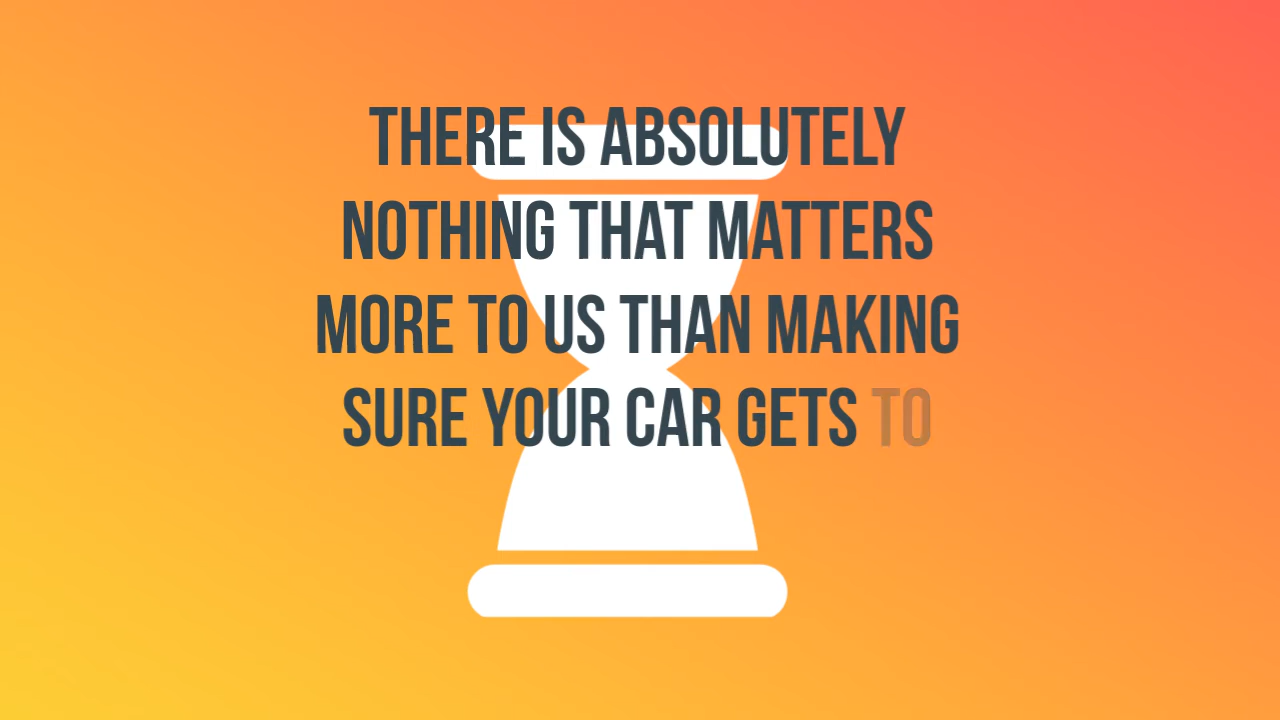 THERE IS ABSOLUTELY
NOTHING THAT MATTERS
MORE TO US THAN MAKING
SURE YOUR CAR GETS TO